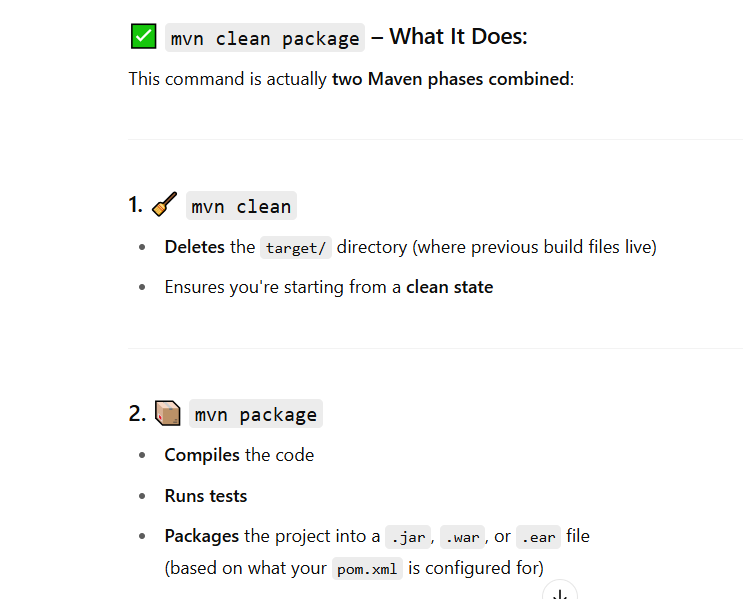 ✅ mvn clean package – What It Does:
This command is actually two Maven phases combined:
1. 🧹 mvn clean
• Deletes the target/ directory (where previous build files live)
• Ensures you're starting from a clean state
2. 📦 mvn package
• Compiles the code
• Runs tests
• Packages the project into a .jar, .war, or .ear file
(based on what your pom.xml is configured for)